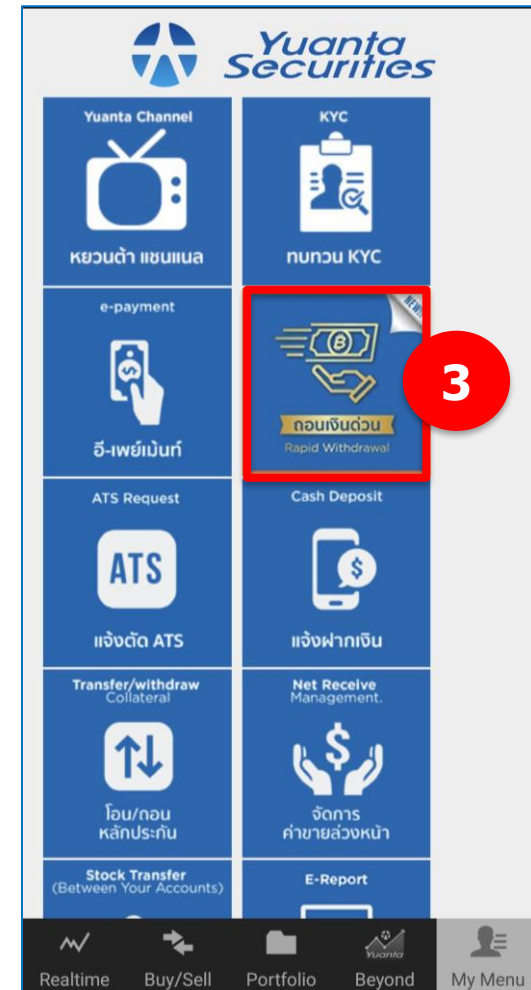 Yuanta
Securities
Yuanta Channel
หยวนต้า แชนแนล
KYC
ทบทวน KYC
e-payment
อี-เพย์เม้นท์
NEW!
ถอนเงินด่วน
Rapid Withdrawal
3
ATS Request
ATS
แจ้งตัด ATS
Cash Deposit
แจ้งฝากเงิน
Transfer/withdraw
Collateral
โอน/ถอน
หลักประกัน
Net Receive
Management.
จัดการ
ค่าขายล่วงหน้า
Stock Transfer
(Between Your Accounts)
E-Report
Realtime
Buy/Sell
Portfolio
Yuanta
Beyond
My Menu